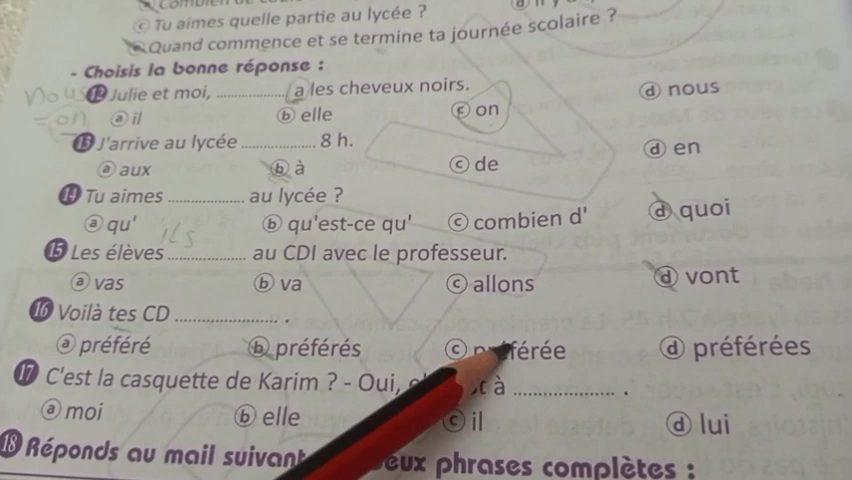 ⓒ Tu aimes quelle partie au lycée ?
Quand commence et se termine ta journée scolaire ?
- Choisis la bonne réponse :
nous
= on
12 Julie et moi, ............... a les cheveux noirs.
ⓐ il ⓑ elle ⓒ on ⓓ nous
13 J'arrive au lycée ............... 8 h.
ⓐ aux ⓑ à ⓒ de ⓓ en
14 Tu aimes ............... au lycée ?
ⓐ qu' ⓑ qu'est-ce qu' ⓒ combien d' ⓓ quoi
ils
15 Les élèves ............... au CDI avec le professeur.
ⓐ vas ⓑ va ⓒ allons ⓓ vont
16 Voilà tes CD .................... .
ⓐ préféré ⓑ préférés ⓒ préférée ⓓ préférées
17 C'est la casquette de Karim ? - Oui, à .................... .
ⓐ moi ⓑ elle ⓒ il ⓓ lui
18 Réponds au mail suivant phrases complètes :